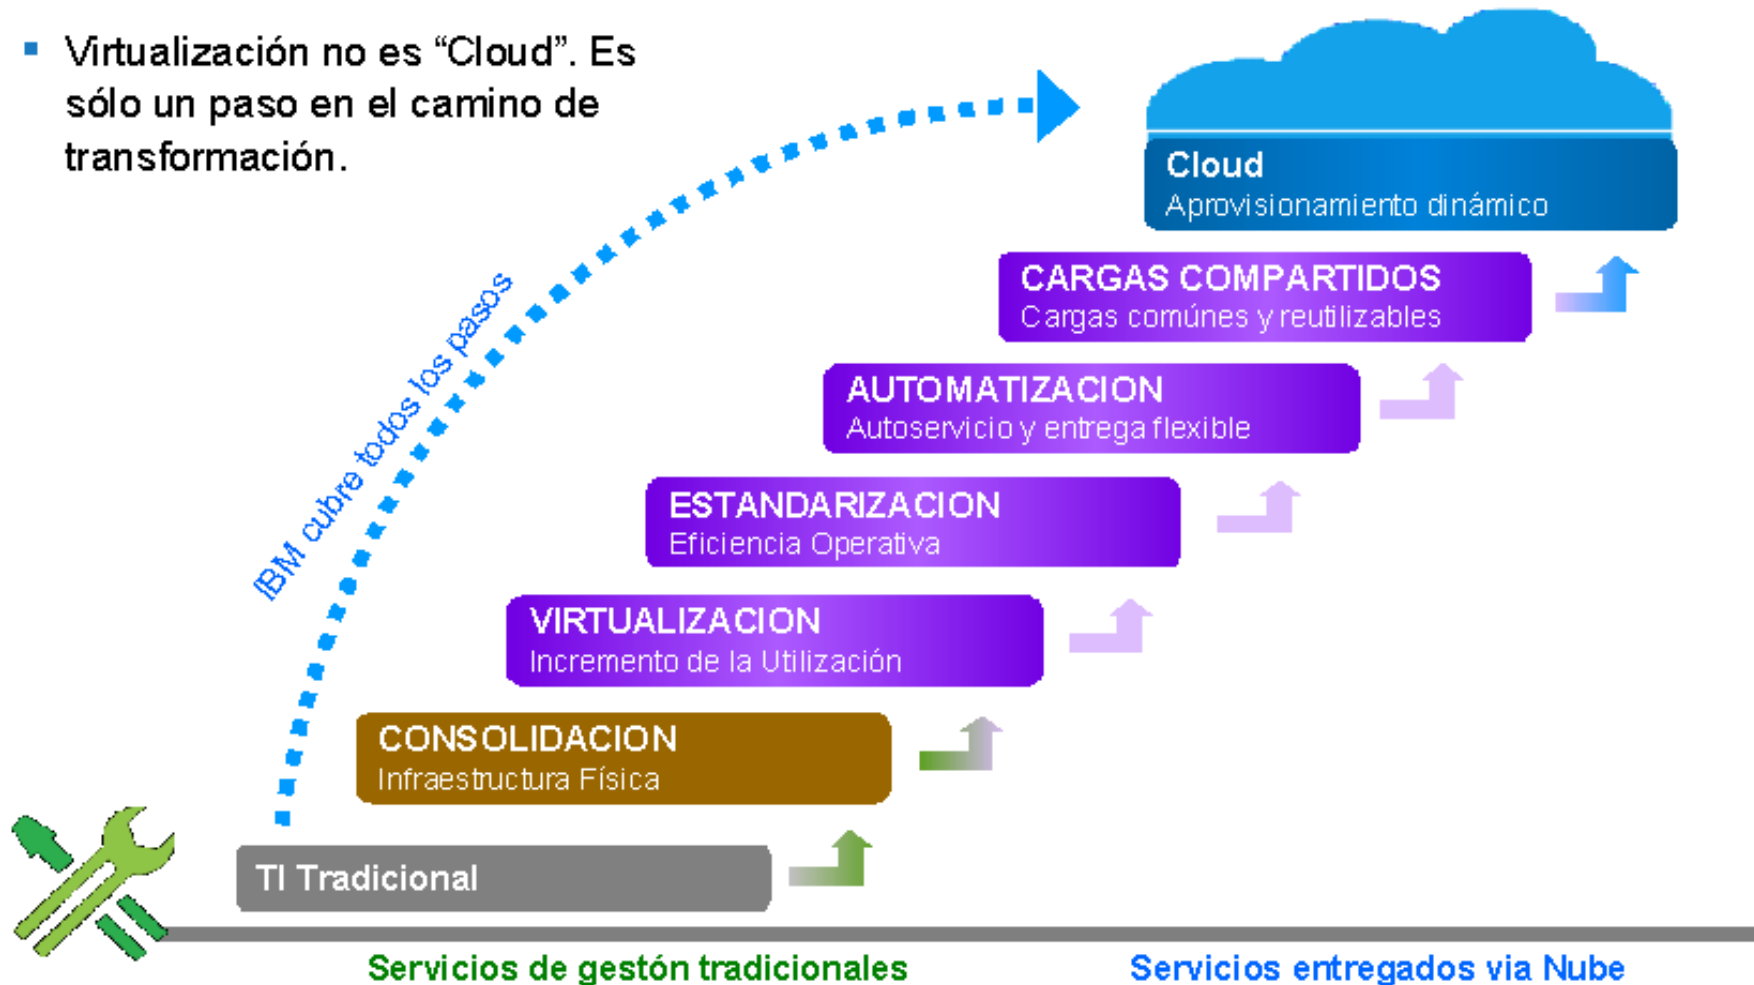 Virtualización no es “Cloud”. Es
sólo un paso en el camino de
transformación.
IBM cubre todos los pasos
Cloud
Aprovisionamiento dinámico
CARGAS COMPARTIDOS
Cargas comúnes y reutilizables
AUTOMATIZACION
Autoservicio y entrega flexible
ESTANDARIZACION
Eficiencia Operativa
VIRTUALIZACION
Incremento de la Utilización
CONSOLIDACION
Infraestructura Física
TI Tradicional
Servicios de gestón tradicionales
Servicios entregados via Nube